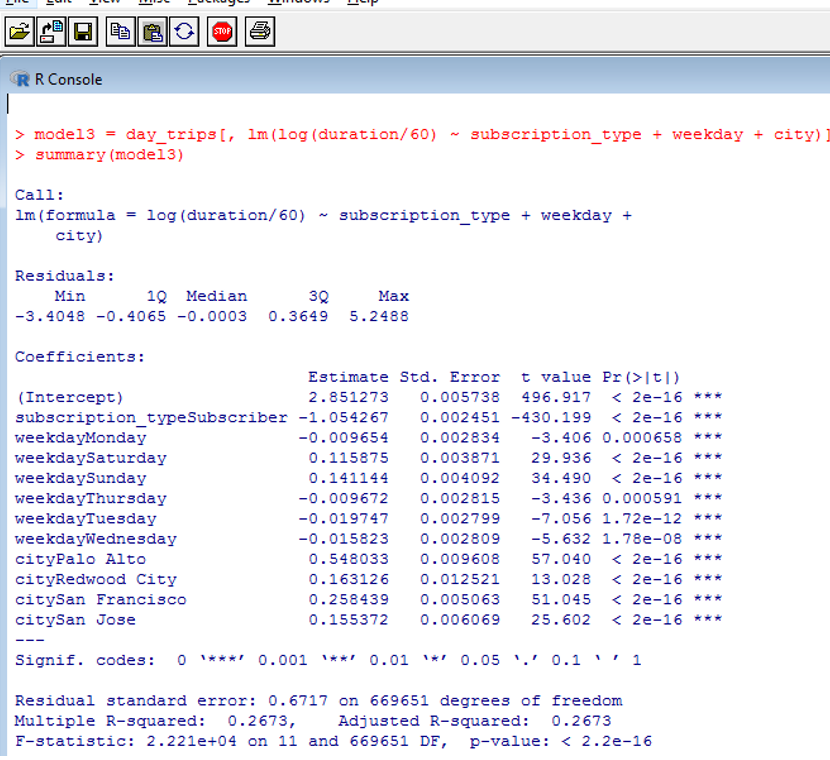 File Edit View Misc Packages Windows Help
STOP
R R Console
> model3 = day_trips[, lm(log(duration/60) ~ subscription_type + weekday + city)]
> summary(model3)
Call:
lm(formula = log(duration/60) ~ subscription_type + weekday +
    city)
Residuals:
    Min      1Q  Median      3Q     Max
-3.4048 -0.4065 -0.0003  0.3649  5.2488
Coefficients:
                             Estimate Std. Error  t value Pr(>|t|)
(Intercept)                  2.851273   0.005738  496.917  < 2e-16 ***
subscription_typeSubscriber -1.054267   0.002451 -430.199  < 2e-16 ***
weekdayMonday               -0.009654   0.002834   -3.406 0.000658 ***
weekdaySaturday              0.115875   0.003871   29.936  < 2e-16 ***
weekdaySunday                0.141144   0.004092   34.490  < 2e-16 ***
weekdayThursday             -0.009672   0.002815   -3.436 0.000591 ***
weekdayTuesday              -0.019747   0.002799   -7.056 1.72e-12 ***
weekdayWednesday            -0.015823   0.002809   -5.632 1.78e-08 ***
cityPalo Alto                0.548033   0.009608   57.040  < 2e-16 ***
cityRedwood City             0.163126   0.012521   13.028  < 2e-16 ***
citySan Francisco            0.258439   0.005063   51.045  < 2e-16 ***
citySan Jose                 0.155372   0.006069   25.602  < 2e-16 ***
---
Signif. codes:  0 ‘***’ 0.001 ‘**’ 0.01 ‘*’ 0.05 ‘.’ 0.1 ‘ ’ 1
Residual standard error: 0.6717 on 669651 degrees of freedom
Multiple R-squared:  0.2673,    Adjusted R-squared:  0.2673
F-statistic: 2.221e+04 on 11 and 669651 DF,  p-value: < 2.2e-16